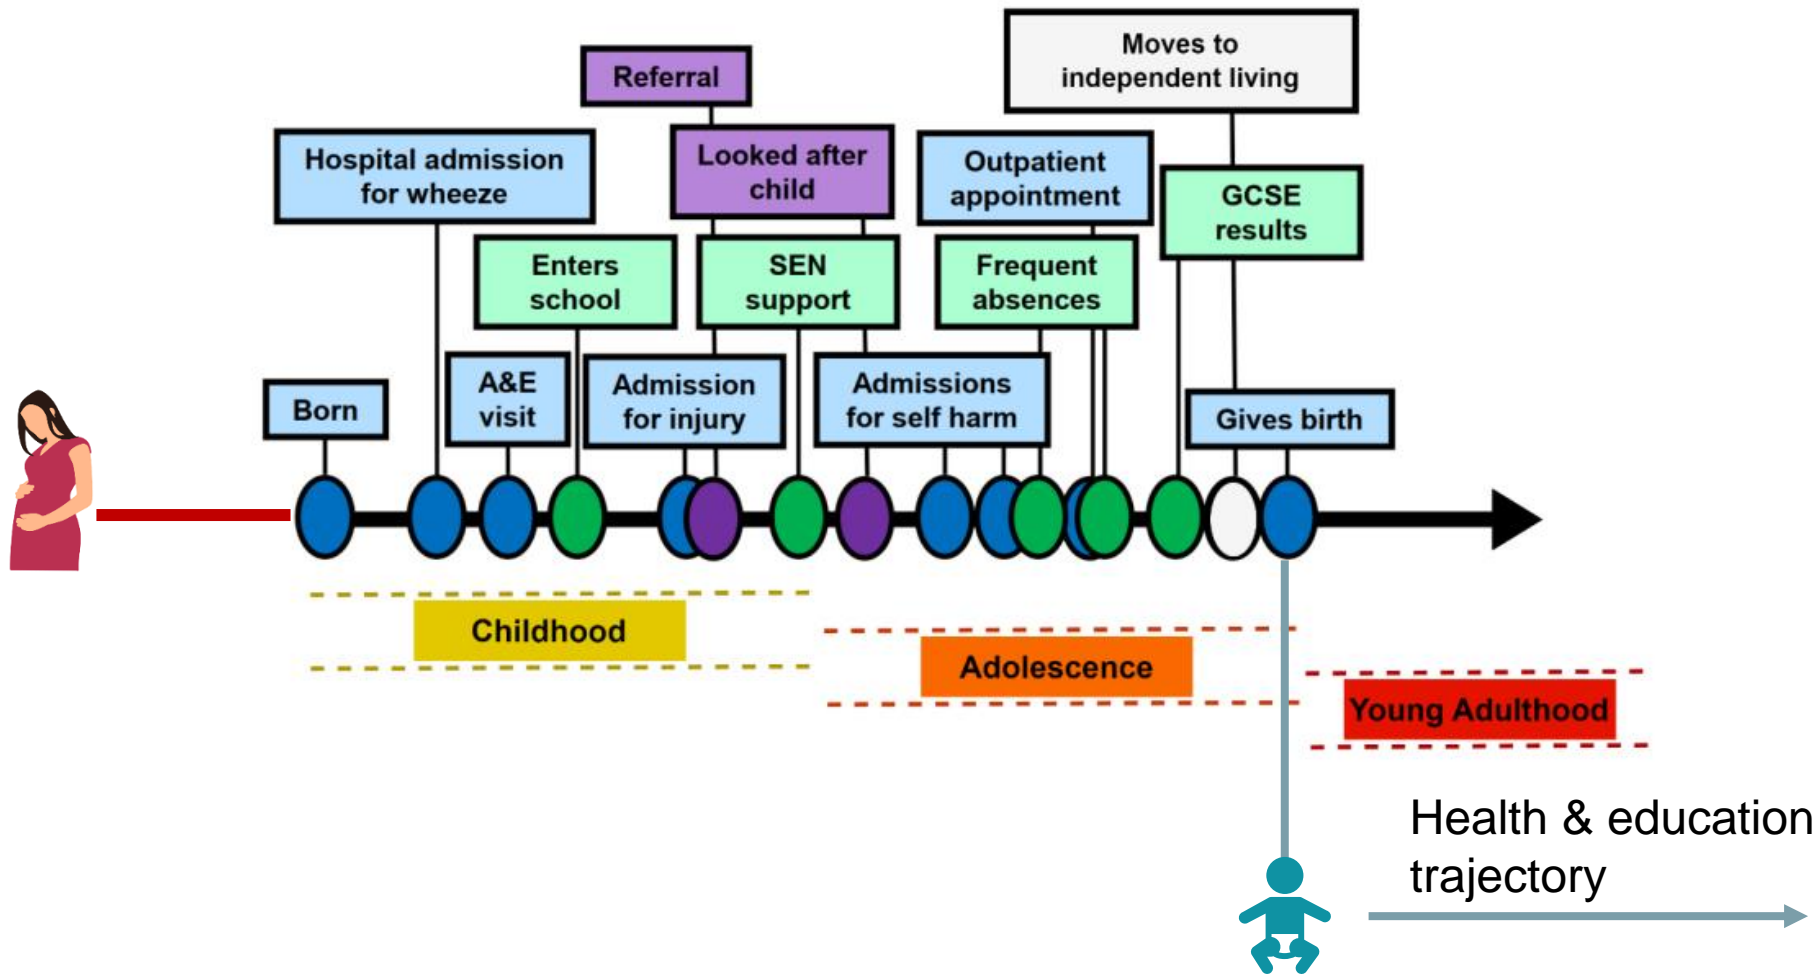 Moves to
independent living
Referral
Hospital admission
for wheeze
Looked after
child
Outpatient
appointment
GCSE
results
Enters
school
SEN
support
Frequent
absences
Born
A&E
visit
Admission
for injury
Admissions
for self harm
Gives birth
Childhood
Adolescence
Young Adulthood
Health & education
trajectory